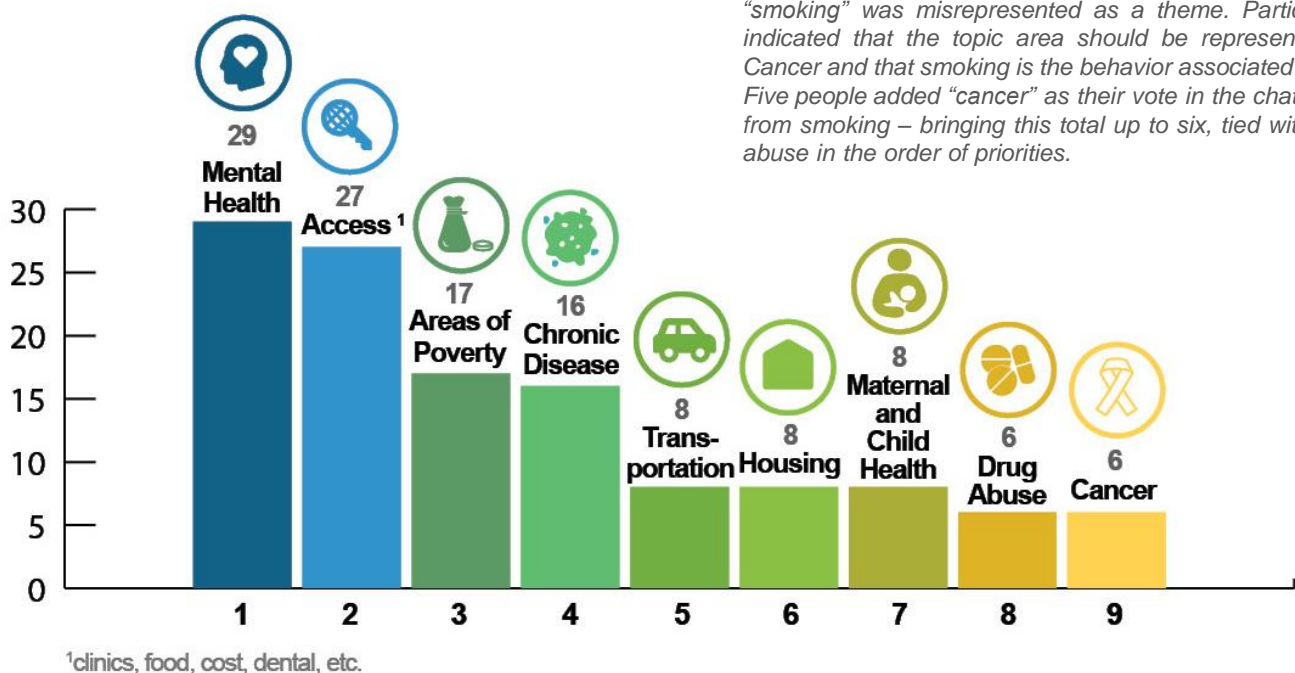 “smoking” was misrepresented as a theme. Partic
indicated that the topic area should be represen
Cancer and that smoking is the behavior associated
Five people added “cancer” as their vote in the chat
from smoking – bringing this total up to six, tied wit
abuse in the order of priorities.
29
Mental
Health
27
Access ¹
17
Areas of
Poverty
16
Chronic
Disease
8
Trans-
portation
8
Housing
8
Maternal
and
Child
Health
6
Drug
Abuse
6
Cancer
30
25
20
15
10
5
0
1 2 3 4 5 6 7 8 9
¹clinics, food, cost, dental, etc.